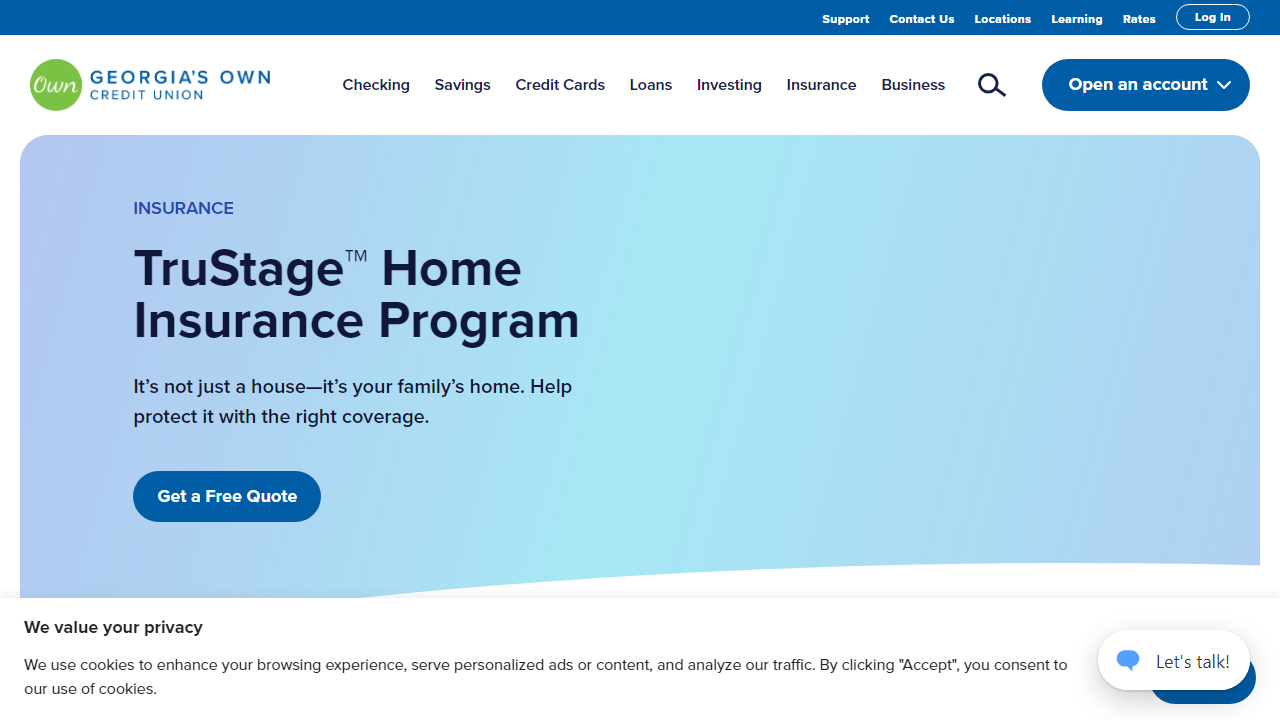 Support Contact Us Locations Learning Rates Log In
Own GEORGIA'S OWN
CREDIT UNION
Checking Savings Credit Cards Loans Investing Insurance Business Open an account
INSURANCE
TruStage™ Home
Insurance Program
It’s not just a house—it’s your family’s home. Help
protect it with the right coverage.
Get a Free Quote
We value your privacy
We use cookies to enhance your browsing experience, serve personalized ads or content, and analyze our traffic. By clicking "Accept", you consent to
our use of cookies.
Let's talk!